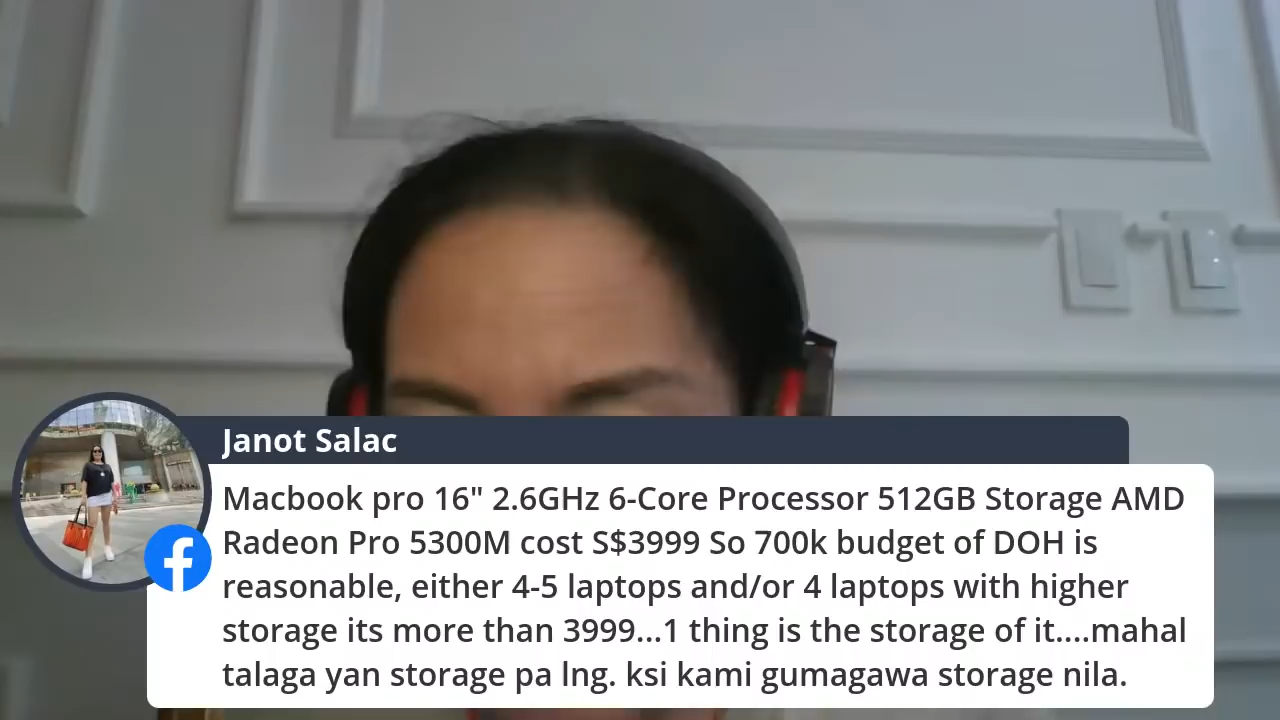 Janot Salac
Macbook pro 16" 2.6GHz 6-Core Processor 512GB Storage AMD
Radeon Pro 5300M cost S$3999 So 700k budget of DOH is
reasonable, either 4-5 laptops and/or 4 laptops with higher
storage its more than 3999...1 thing is the storage of it....mahal
talaga yan storage pa lng. ksi kami gumagawa storage nila.